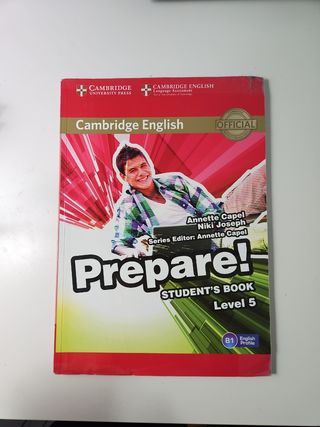 CAMBRIDGE
UNIVERSITY PRESS
CAMBRIDGE ENGLISH
Language Assessment
Cambridge English
OFFICIAL
Annette Capel
Niki Joseph
Series Editor: Annette Capel
Prepare!
STUDENT'S BOOK
Level 5
B1
English
Profile